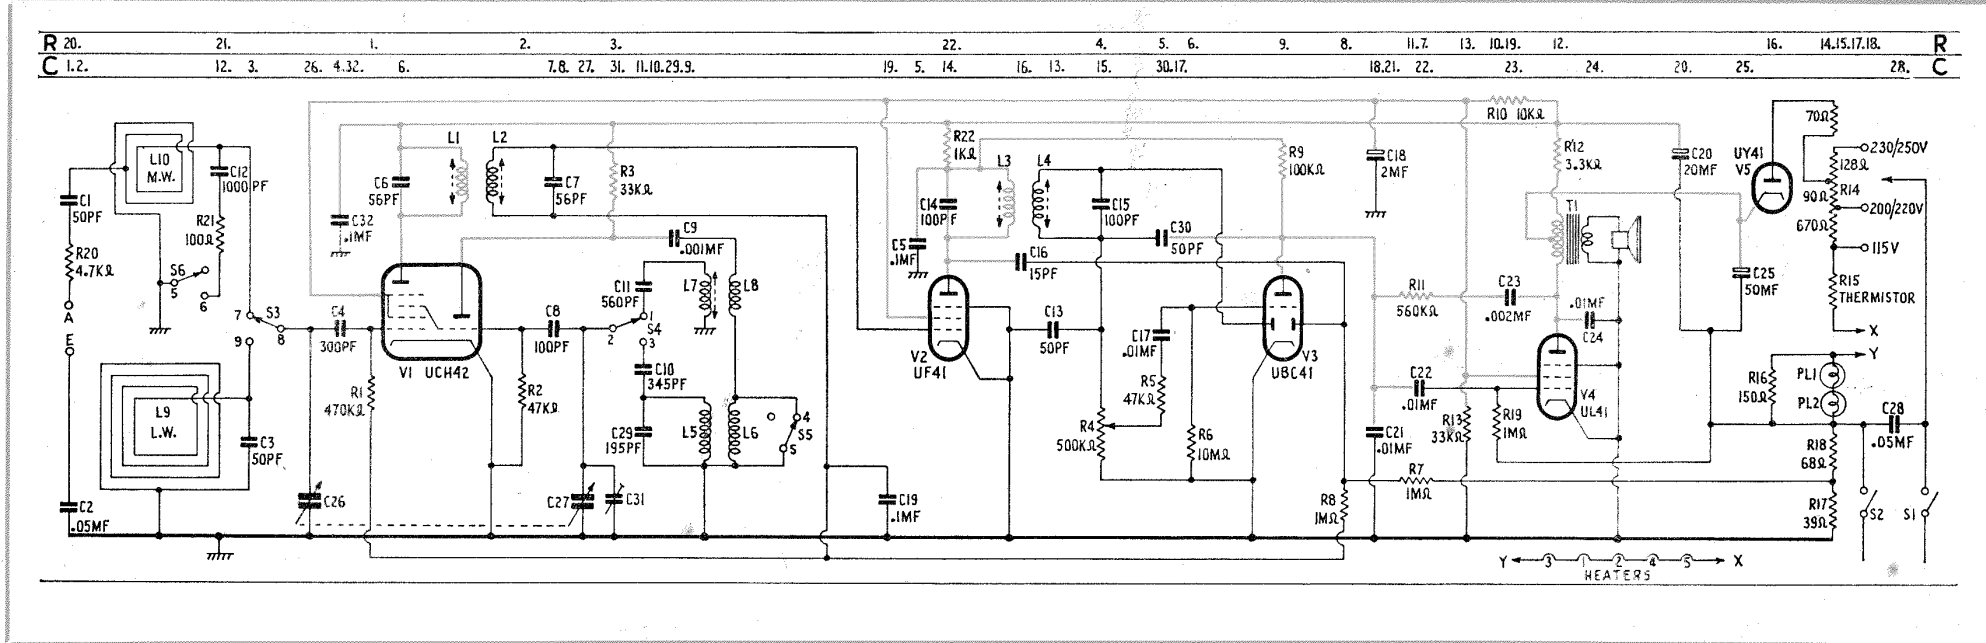 R 20. 21. 1. 2. 3. 22. 4. 5. 6. 9. 8. 11.7. 13. 10.19. 12. 16. 14.15.17.18. R
C 1.2. 12. 3. 26. 4.32. 6. 7.8. 27. 31. 11.10.29.9. 19. 5. 14. 16. 13. 15. 30.17. 18.21. 22. 23. 24. 20. 25. 28. C
L10
M.W.
C12
1000PF
C1
50PF
R21
100Ω
R20
4.7KΩ
S6
5
6
A
E
7
S3
8
9
L9
L.W.
C3
50PF
C2
.05MF
C26
C4
300PF
R1
470KΩ
C32
.1MF
C6
56PF
L1
L2
C7
56PF
R3
33KΩ
V1 UCH42
R2
47KΩ
C8
100PF
C9
.001MF
C11
560PF
L7
L8
1
S4
2
3
C10
345PF
C29
195PF
L5
L6
4
S5
5
C27
C31
C19
.1MF
R22
1KΩ
L3
L4
C14
100PF
C15
100PF
C5
.1MF
C16
15PF
C30
50PF
V2
UF41
C13
50PF
C17
.01MF
R5
47KΩ
R4
500KΩ
R6
10MΩ
R9
100KΩ
V3
UBC41
C18
2MF
R11
560KΩ
C23
.002MF
C22
.01MF
C21
.01MF
R7
1MΩ
R8
1MΩ
R10 10KΩ
R12
3.3KΩ
T1
.01MF
C24
V4
UL41
R13
33KΩ
R19
1MΩ
C20
20MF
UY41
V5
C25
50MF
70Ω
230/250V
128Ω
90Ω
R14
200/220V
670Ω
115V
R15
THERMISTOR
X
Y
R16
150Ω
PL1
PL2
C28
.05MF
R18
68Ω
R17
39Ω
S2
S1
Y 3 1 2 4 5 X
HEATERS